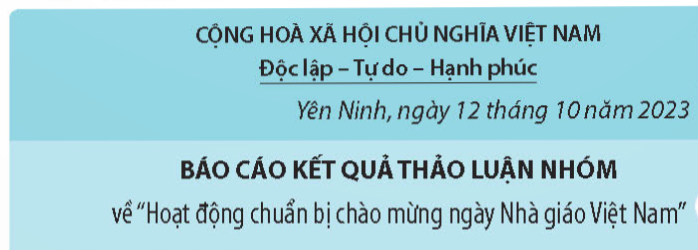 CỘNG HOÀ XÃ HỘI CHỦ NGHĨA VIỆT NAM
Độc lập – Tự do – Hạnh phúc
Yên Ninh, ngày 12 tháng 10 năm 2023
BÁO CÁO KẾT QUẢ THẢO LUẬN NHÓM
về “Hoạt động chuẩn bị chào mừng ngày Nhà giáo Việt Nam”